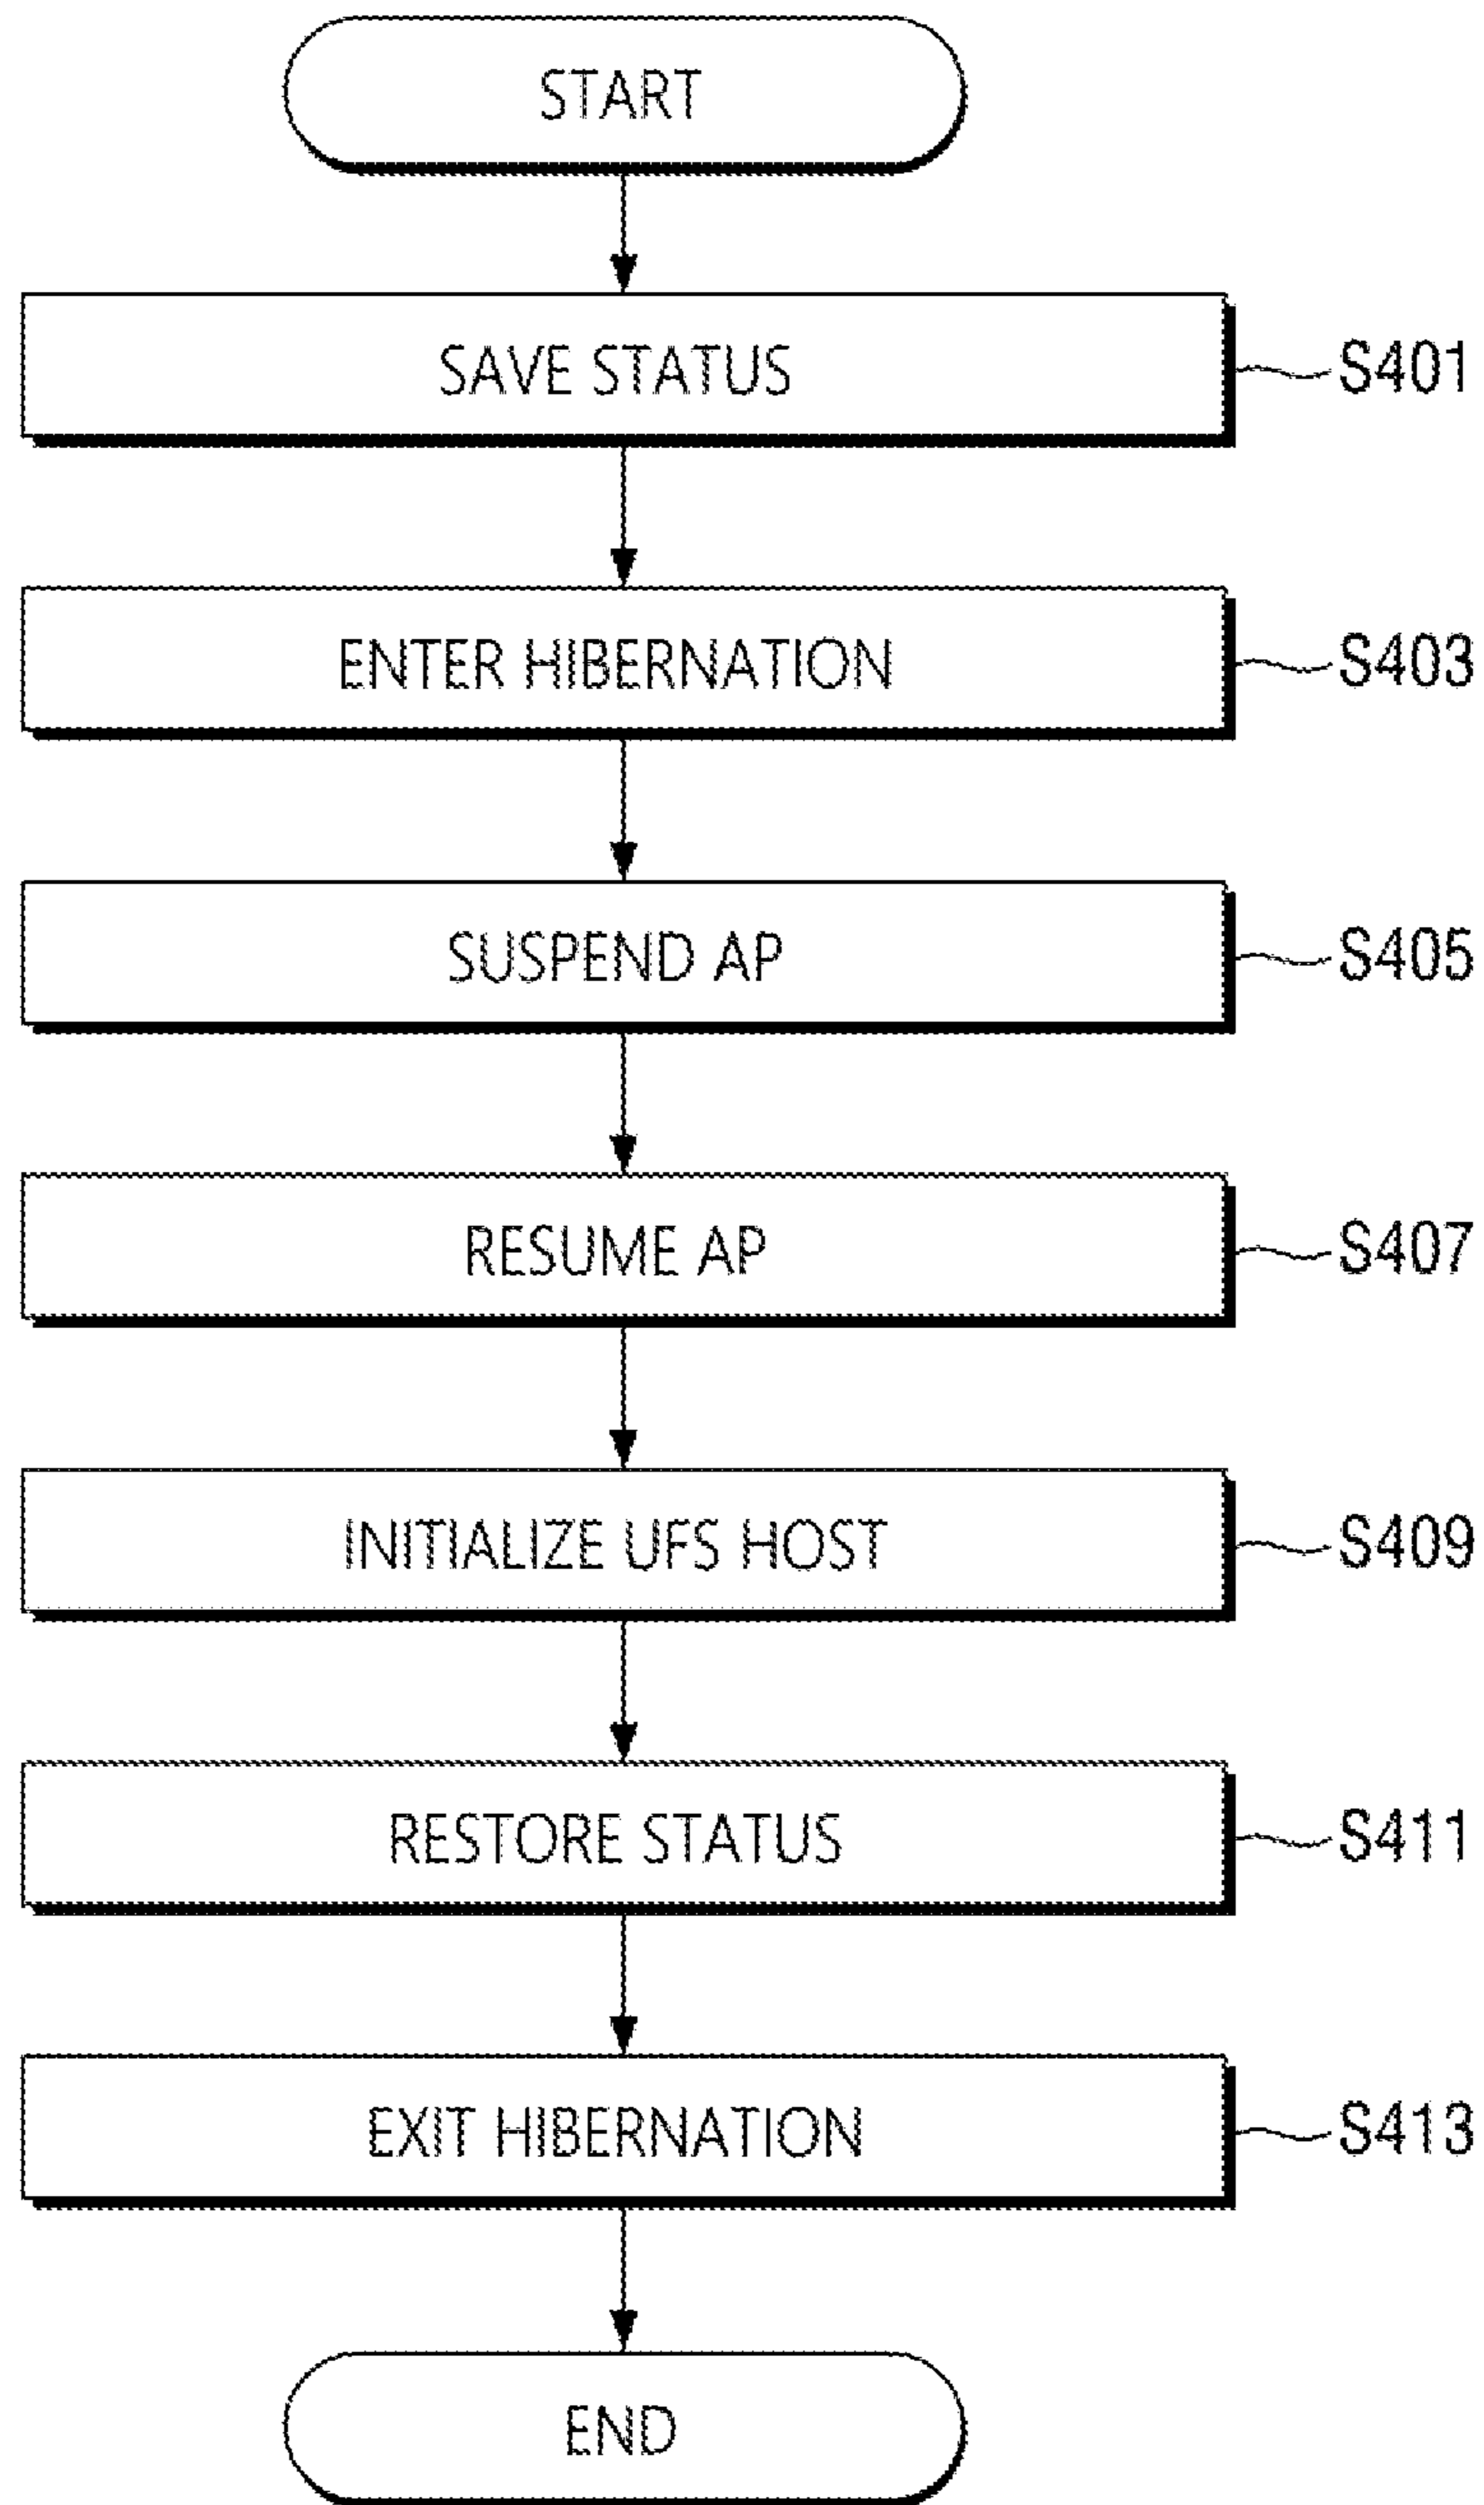 START
SAVE STATUS
S401
ENTER HIBERNATION
S403
SUSPEND AP
S405
RESUME AP
S407
INITIALIZE UFS HOST
S409
RESTORE STATUS
S411
EXIT HIBERNATION
S413
END